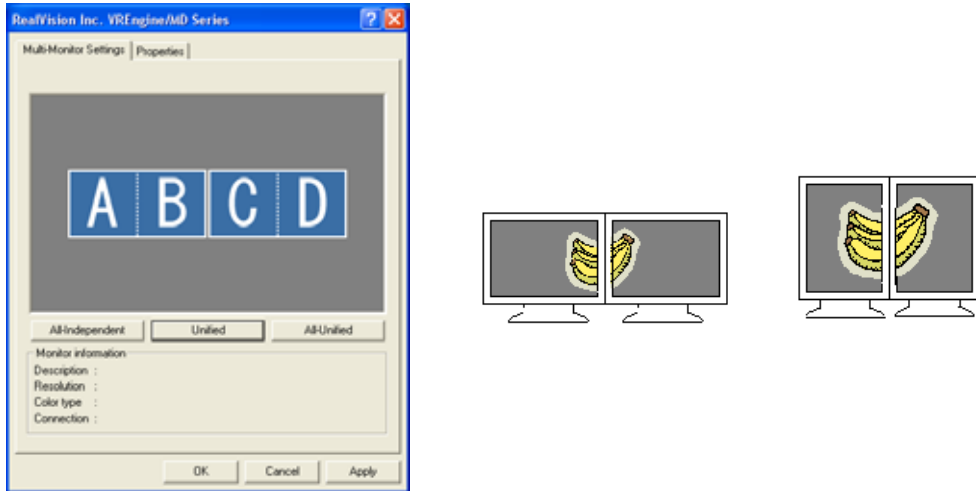 RealVision Inc. VREngine/MD Series
Multi-Monitor Settings Properties
A B C D
All-Independent Unified All-Unified
Monitor information
Description :
Resolution :
Color type :
Connection :
OK Cancel Apply